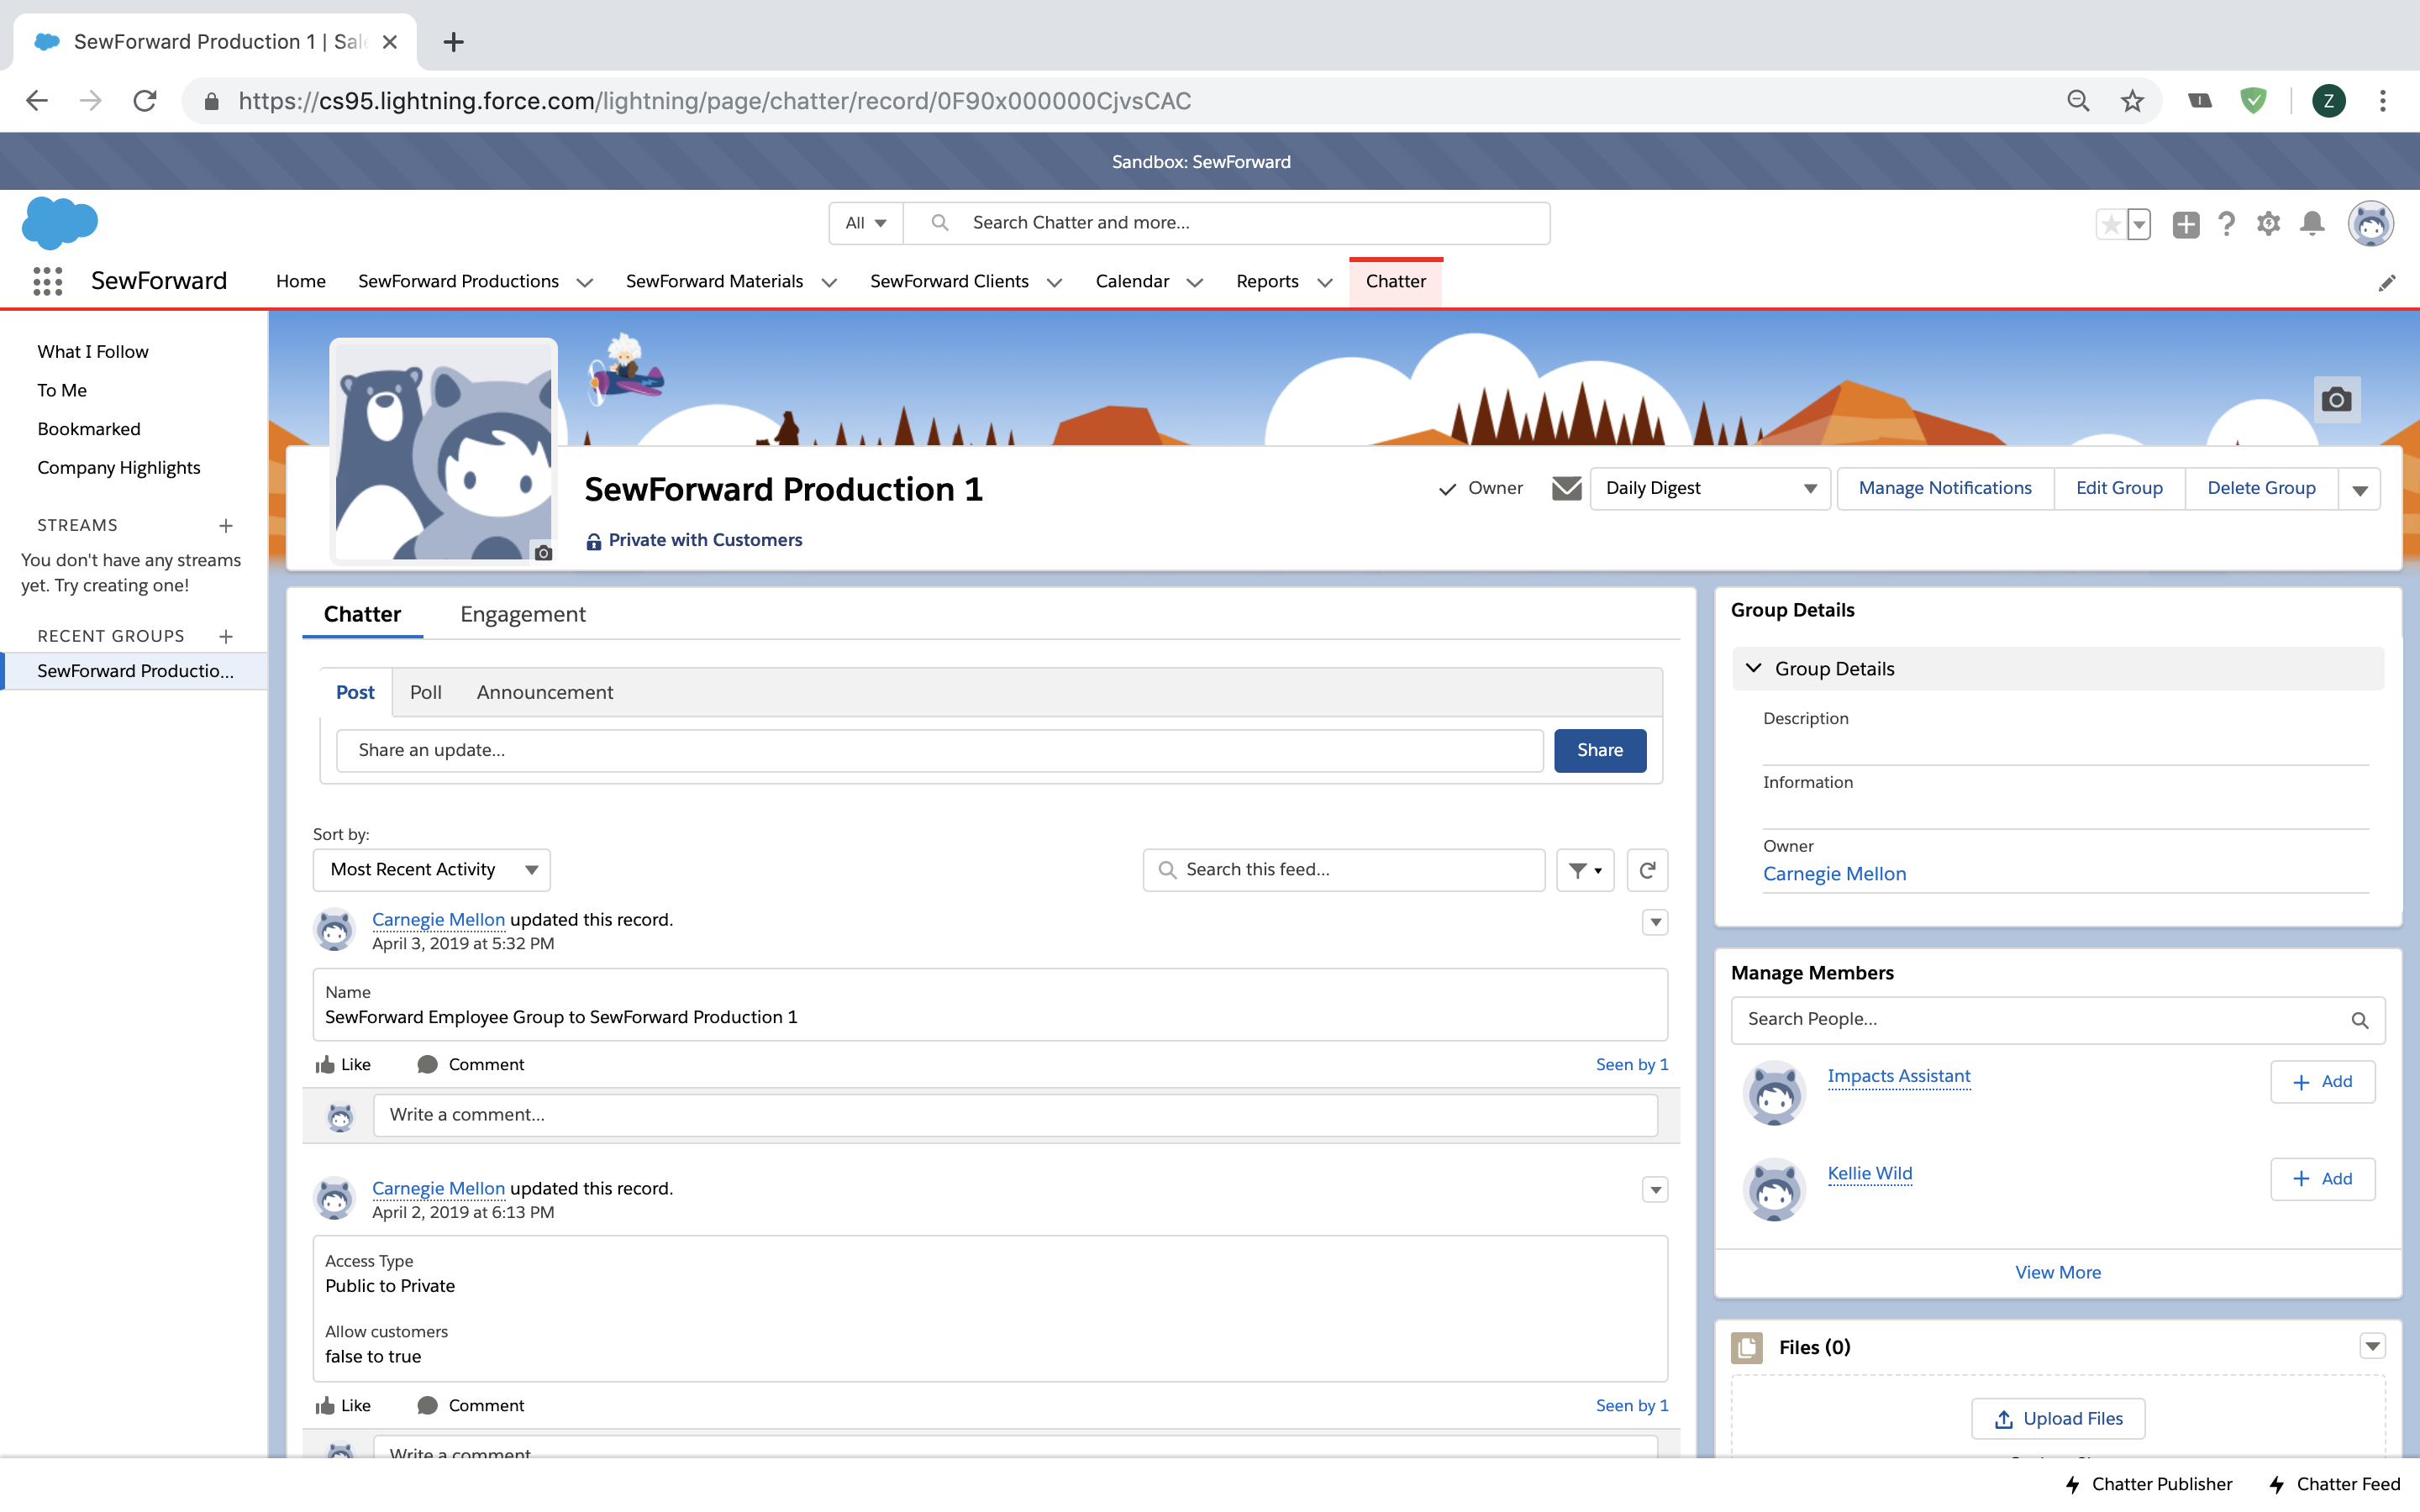 SewForward Production 1 | Sal
https://cs95.lightning.force.com/lightning/page/chatter/record/0F90x000000CjvsCAC
Z
Sandbox: SewForward
All
Search Chatter and more...
SewForward
Home
SewForward Productions
SewForward Materials
SewForward Clients
Calendar
Reports
Chatter
What I Follow
To Me
Bookmarked
Company Highlights
STREAMS
You don't have any streams
yet. Try creating one!
RECENT GROUPS
SewForward Productio...
SewForward Production 1
Private with Customers
Owner
Daily Digest
Manage Notifications
Edit Group
Delete Group
Chatter
Engagement
Post
Poll
Announcement
Share an update...
Share
Sort by:
Most Recent Activity
Search this feed...
Carnegie Mellon updated this record.
April 3, 2019 at 5:32 PM
Name
SewForward Employee Group to SewForward Production 1
Like
Comment
Seen by 1
Write a comment...
Carnegie Mellon updated this record.
April 2, 2019 at 6:13 PM
Access Type
Public to Private
Allow customers
false to true
Like
Comment
Seen by 1
Write a comment
Group Details
Group Details
Description
Information
Owner
Carnegie Mellon
Manage Members
Search People...
Impacts Assistant
Add
Kellie Wild
Add
View More
Files (0)
Upload Files
Chatter Publisher
Chatter Feed